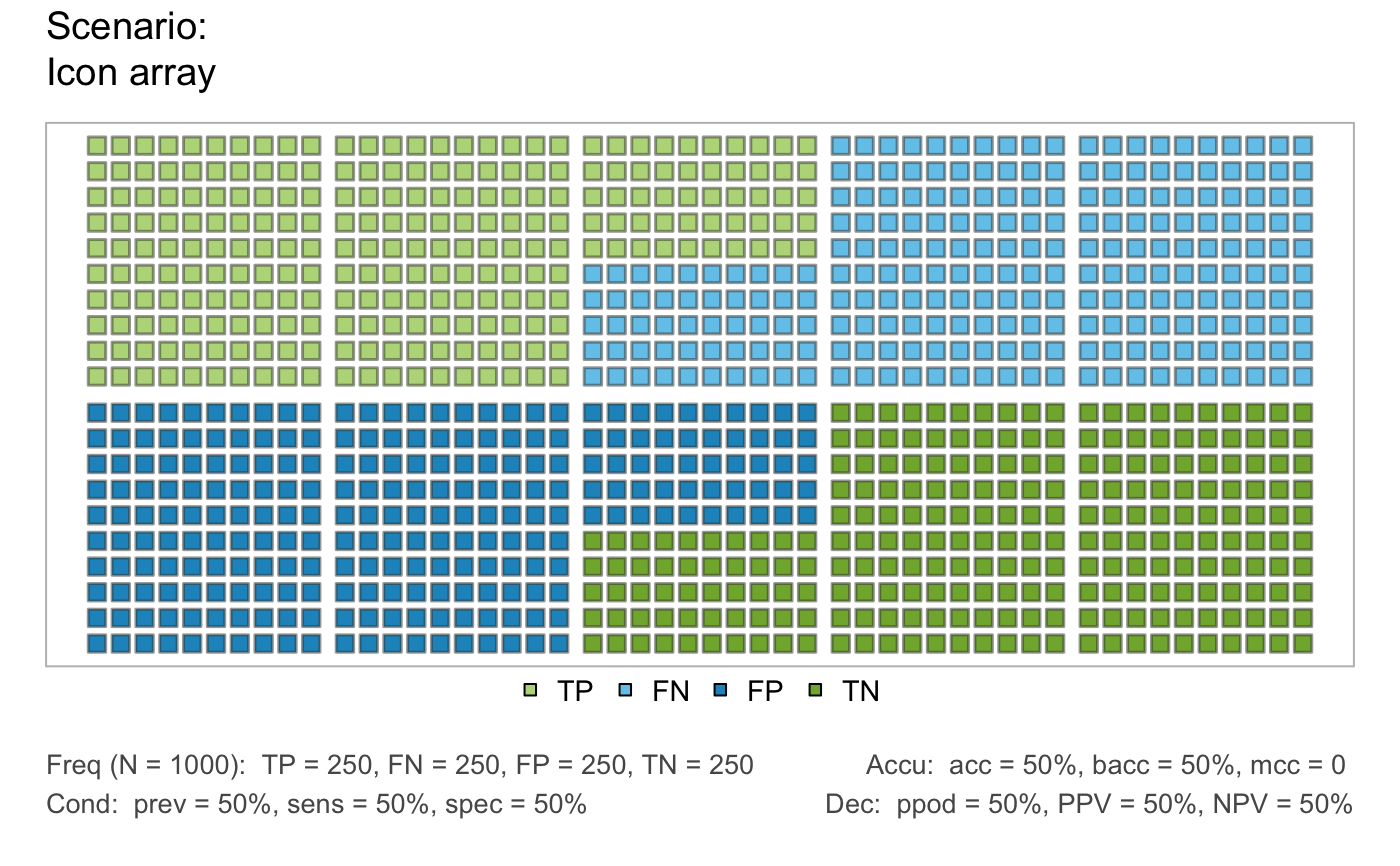 Scenario:
Icon array
TP FN FP TN
Freq (N = 1000): TP = 250, FN = 250, FP = 250, TN = 250
Accu: acc = 50%, bacc = 50%, mcc = 0
Cond: prev = 50%, sens = 50%, spec = 50%
Dec: ppod = 50%, PPV = 50%, NPV = 50%